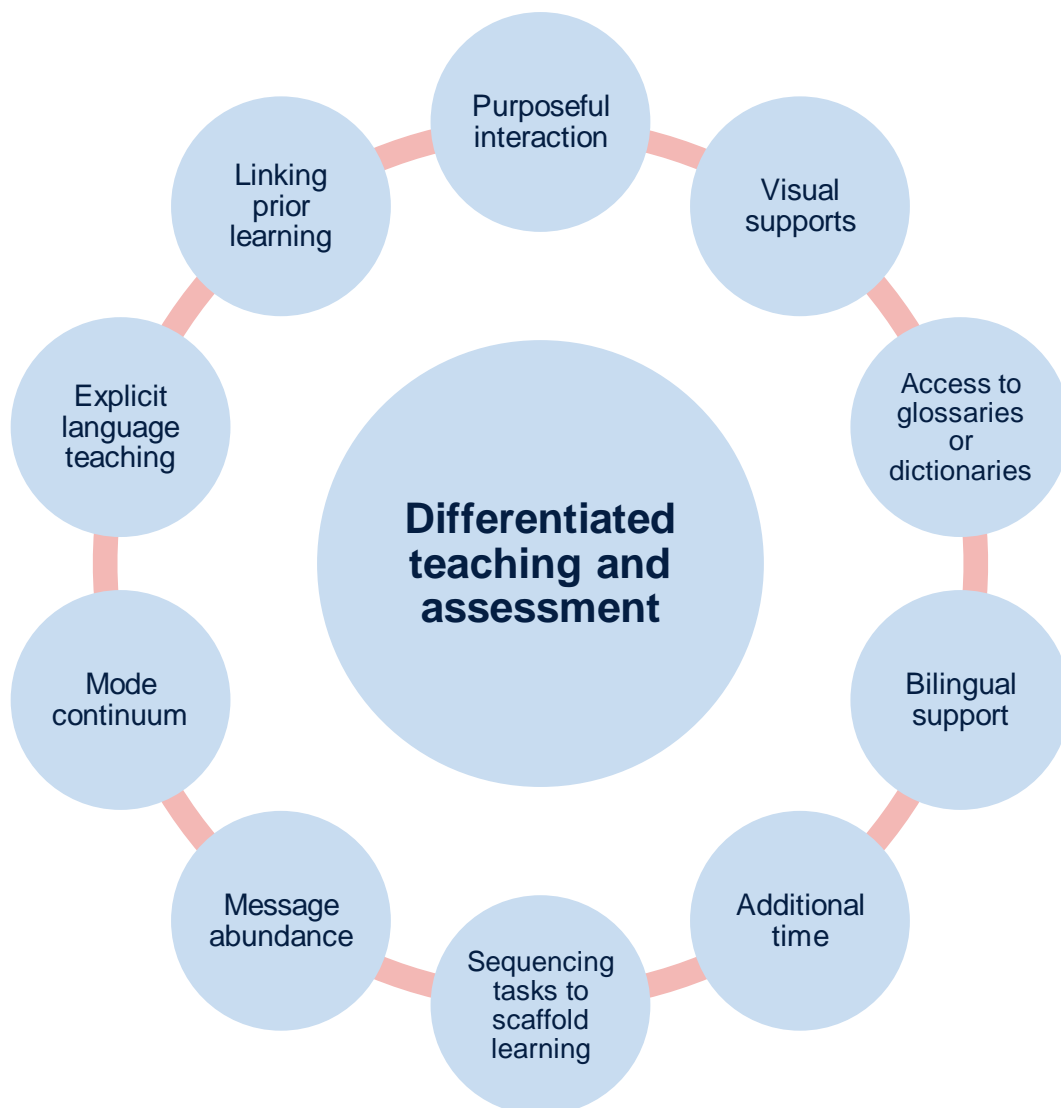 Purposeful
interaction
Visual
supports
Access to
glossaries
or
dictionaries
Bilingual
support
Additional
time
Sequencing
tasks to
scaffold
learning
Message
abundance
Mode
continuum
Explicit
language
teaching
Linking
prior
learning
Differentiated
teaching and
assessment